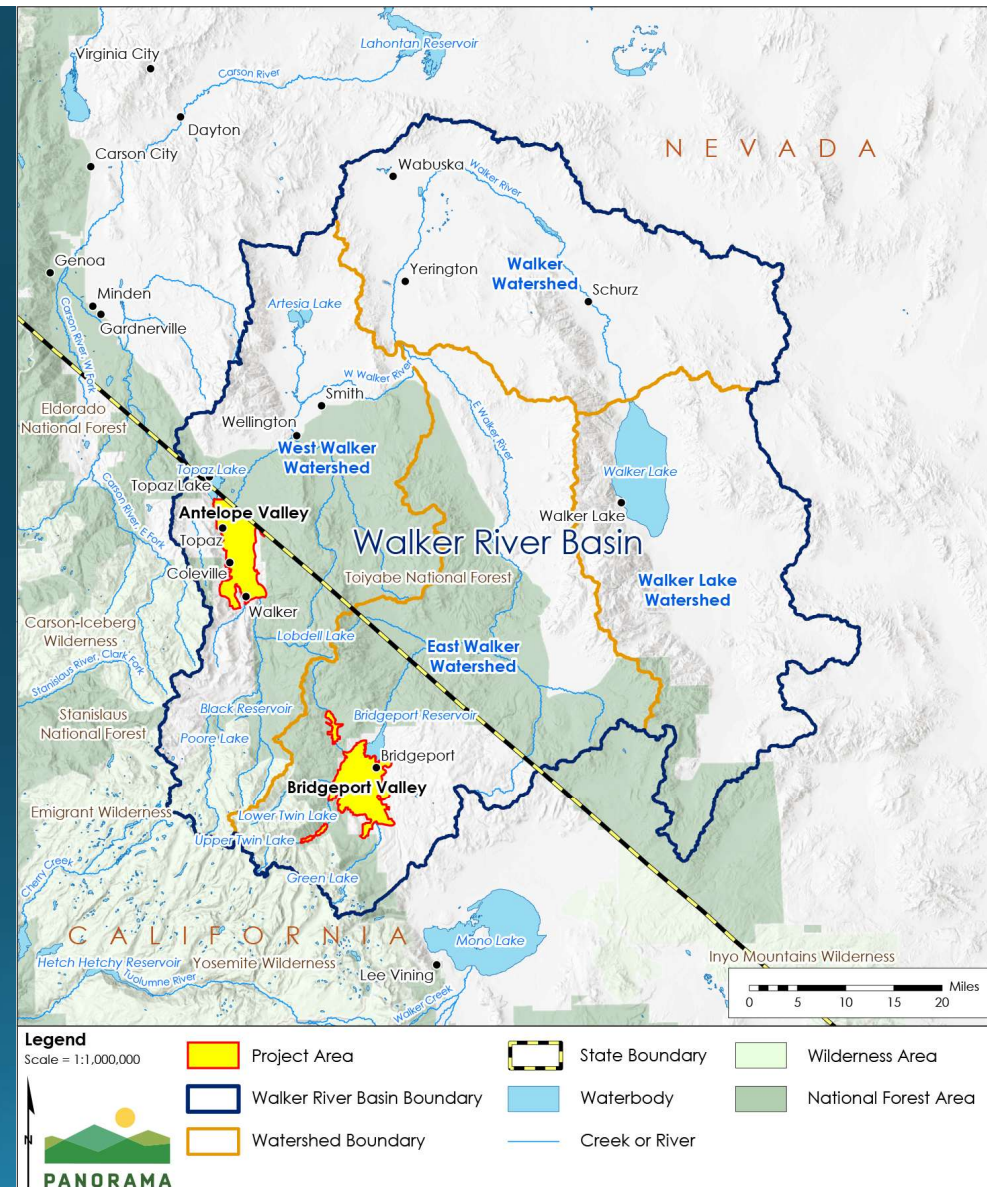 Lahontan Reservoir
Virginia City
Carson River
Dayton
NEVADA
Carson City
Wabuska
Walker River
Genoa
Yerington
Walker
Watershed
Schurz
Minden
Gardnerville
Artesia Lake
Carson River, W Fork
W Walker River
Smith
E Walker River
Eldorado
National Forest
Wellington
West Walker
Watershed
Topaz Lake
Topaz Lake
Walker Lake
Carson River, E Fork
Antelope Valley
Walker Lake
Topaz
Walker River Basin
Coleville
Toiyabe National Forest
Walker Lake
Watershed
Walker
Carson-Iceberg
Wilderness
Lobdell Lake
East Walker
Watershed
Stanislaus River, Clark Fork
Stanislaus
National Forest
Black Reservoir
Bridgeport Reservoir
Poore Lake
Bridgeport
Bridgeport Valley
Emigrant Wilderness
Lower Twin Lake
Upper Twin Lake
Cherry Creek
Green Lake
CALIFORNIA
Mono Lake
Hetch Hetchy Reservoir
Yosemite Wilderness
Inyo Mountains Wilderness
Lee Vining
Tuolumne River
Walker Creek
Miles
0 5 10 15 20
Legend
Scale = 1:1,000,000
Project Area
State Boundary
Wilderness Area
Walker River Basin Boundary
Waterbody
National Forest Area
Watershed Boundary
Creek or River
N
PANORAMA